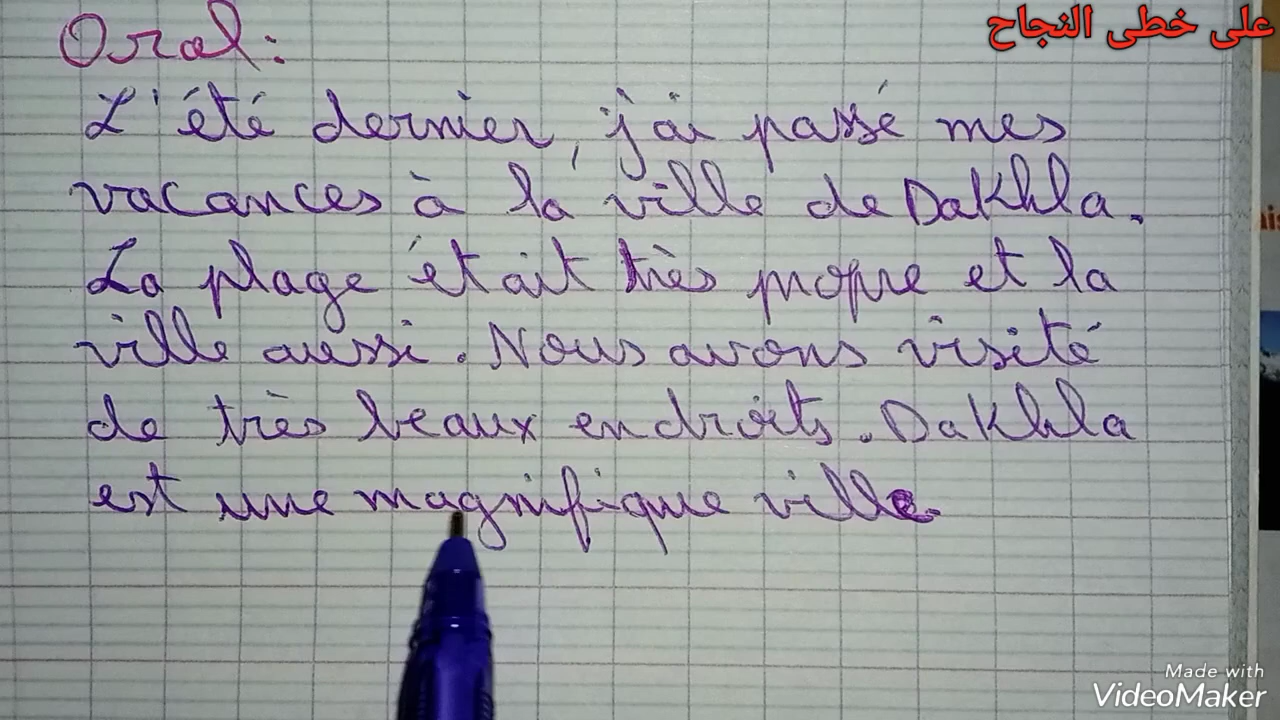 على خطى النجاح
Oral:
L'été dernier, j'ai passé mes
vacances à la ville de Dakhla.
La plage était très propre et la
ville aussi. Nous avons visité
de très beaux endroits. Dakhla
est une magnifique ville.
Made with
VideoMaker